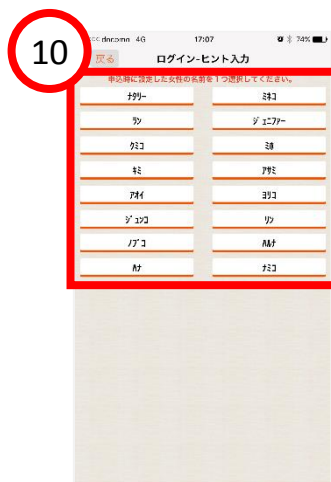 10
docomo 4G 17:07 74%
戻る ログイン-ヒント入力
申込時に設定した女性の名前を1つ選択してください。
ﾅﾀﾘｰ ﾐﾈｺ
ﾗﾝ ｼﾞｪﾆﾌｧｰ
ｸﾐｺ ﾐﾎ
ｷﾐ ｱｻﾐ
ｱｵｲ ﾖﾘｺ
ｼﾞｭﾝｺ ﾘﾝ
ﾉﾌﾞｺ ﾊﾙﾅ
ﾊﾅ ﾅﾐｺ